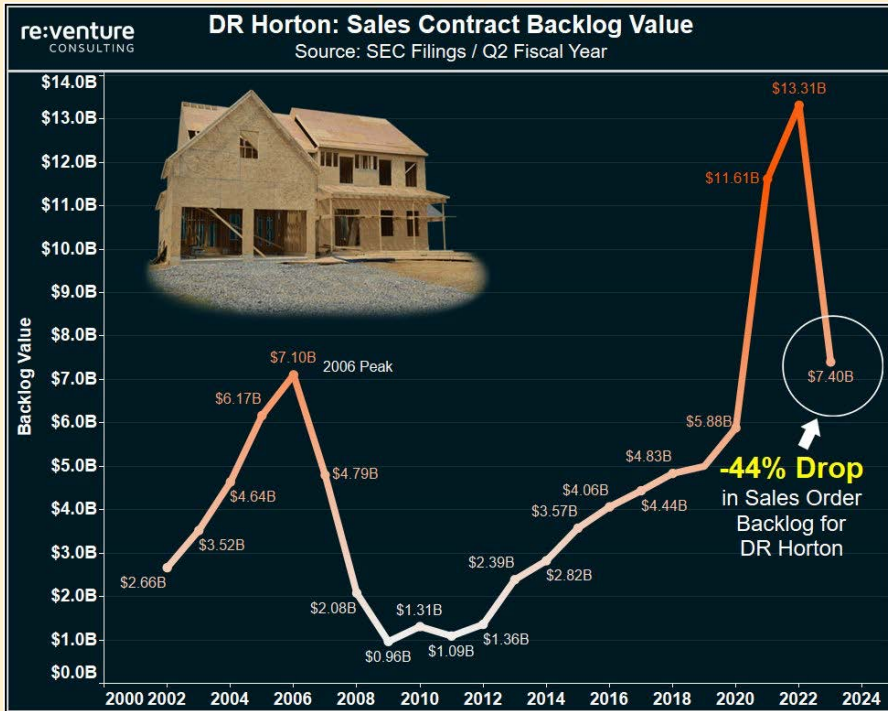 re:venture
CONSULTING
DR Horton: Sales Contract Backlog Value
Source: SEC Filings / Q2 Fiscal Year
Backlog Value
$14.0B
$13.0B
$12.0B
$11.0B
$10.0B
$9.0B
$8.0B
$7.0B
$6.0B
$5.0B
$4.0B
$3.0B
$2.0B
$1.0B
$0.0B
$2.66B
$3.52B
$4.64B
$6.17B
$7.10B
2006 Peak
$4.79B
$2.08B
$0.96B
$1.31B
$1.09B
$1.36B
$2.39B
$2.82B
$3.57B
$4.06B
$4.44B
$4.83B
$5.88B
$11.61B
$13.31B
$7.40B
-44% Drop
in Sales Order
Backlog for
DR Horton
2000 2002 2004 2006 2008 2010 2012 2014 2016 2018 2020 2022 2024